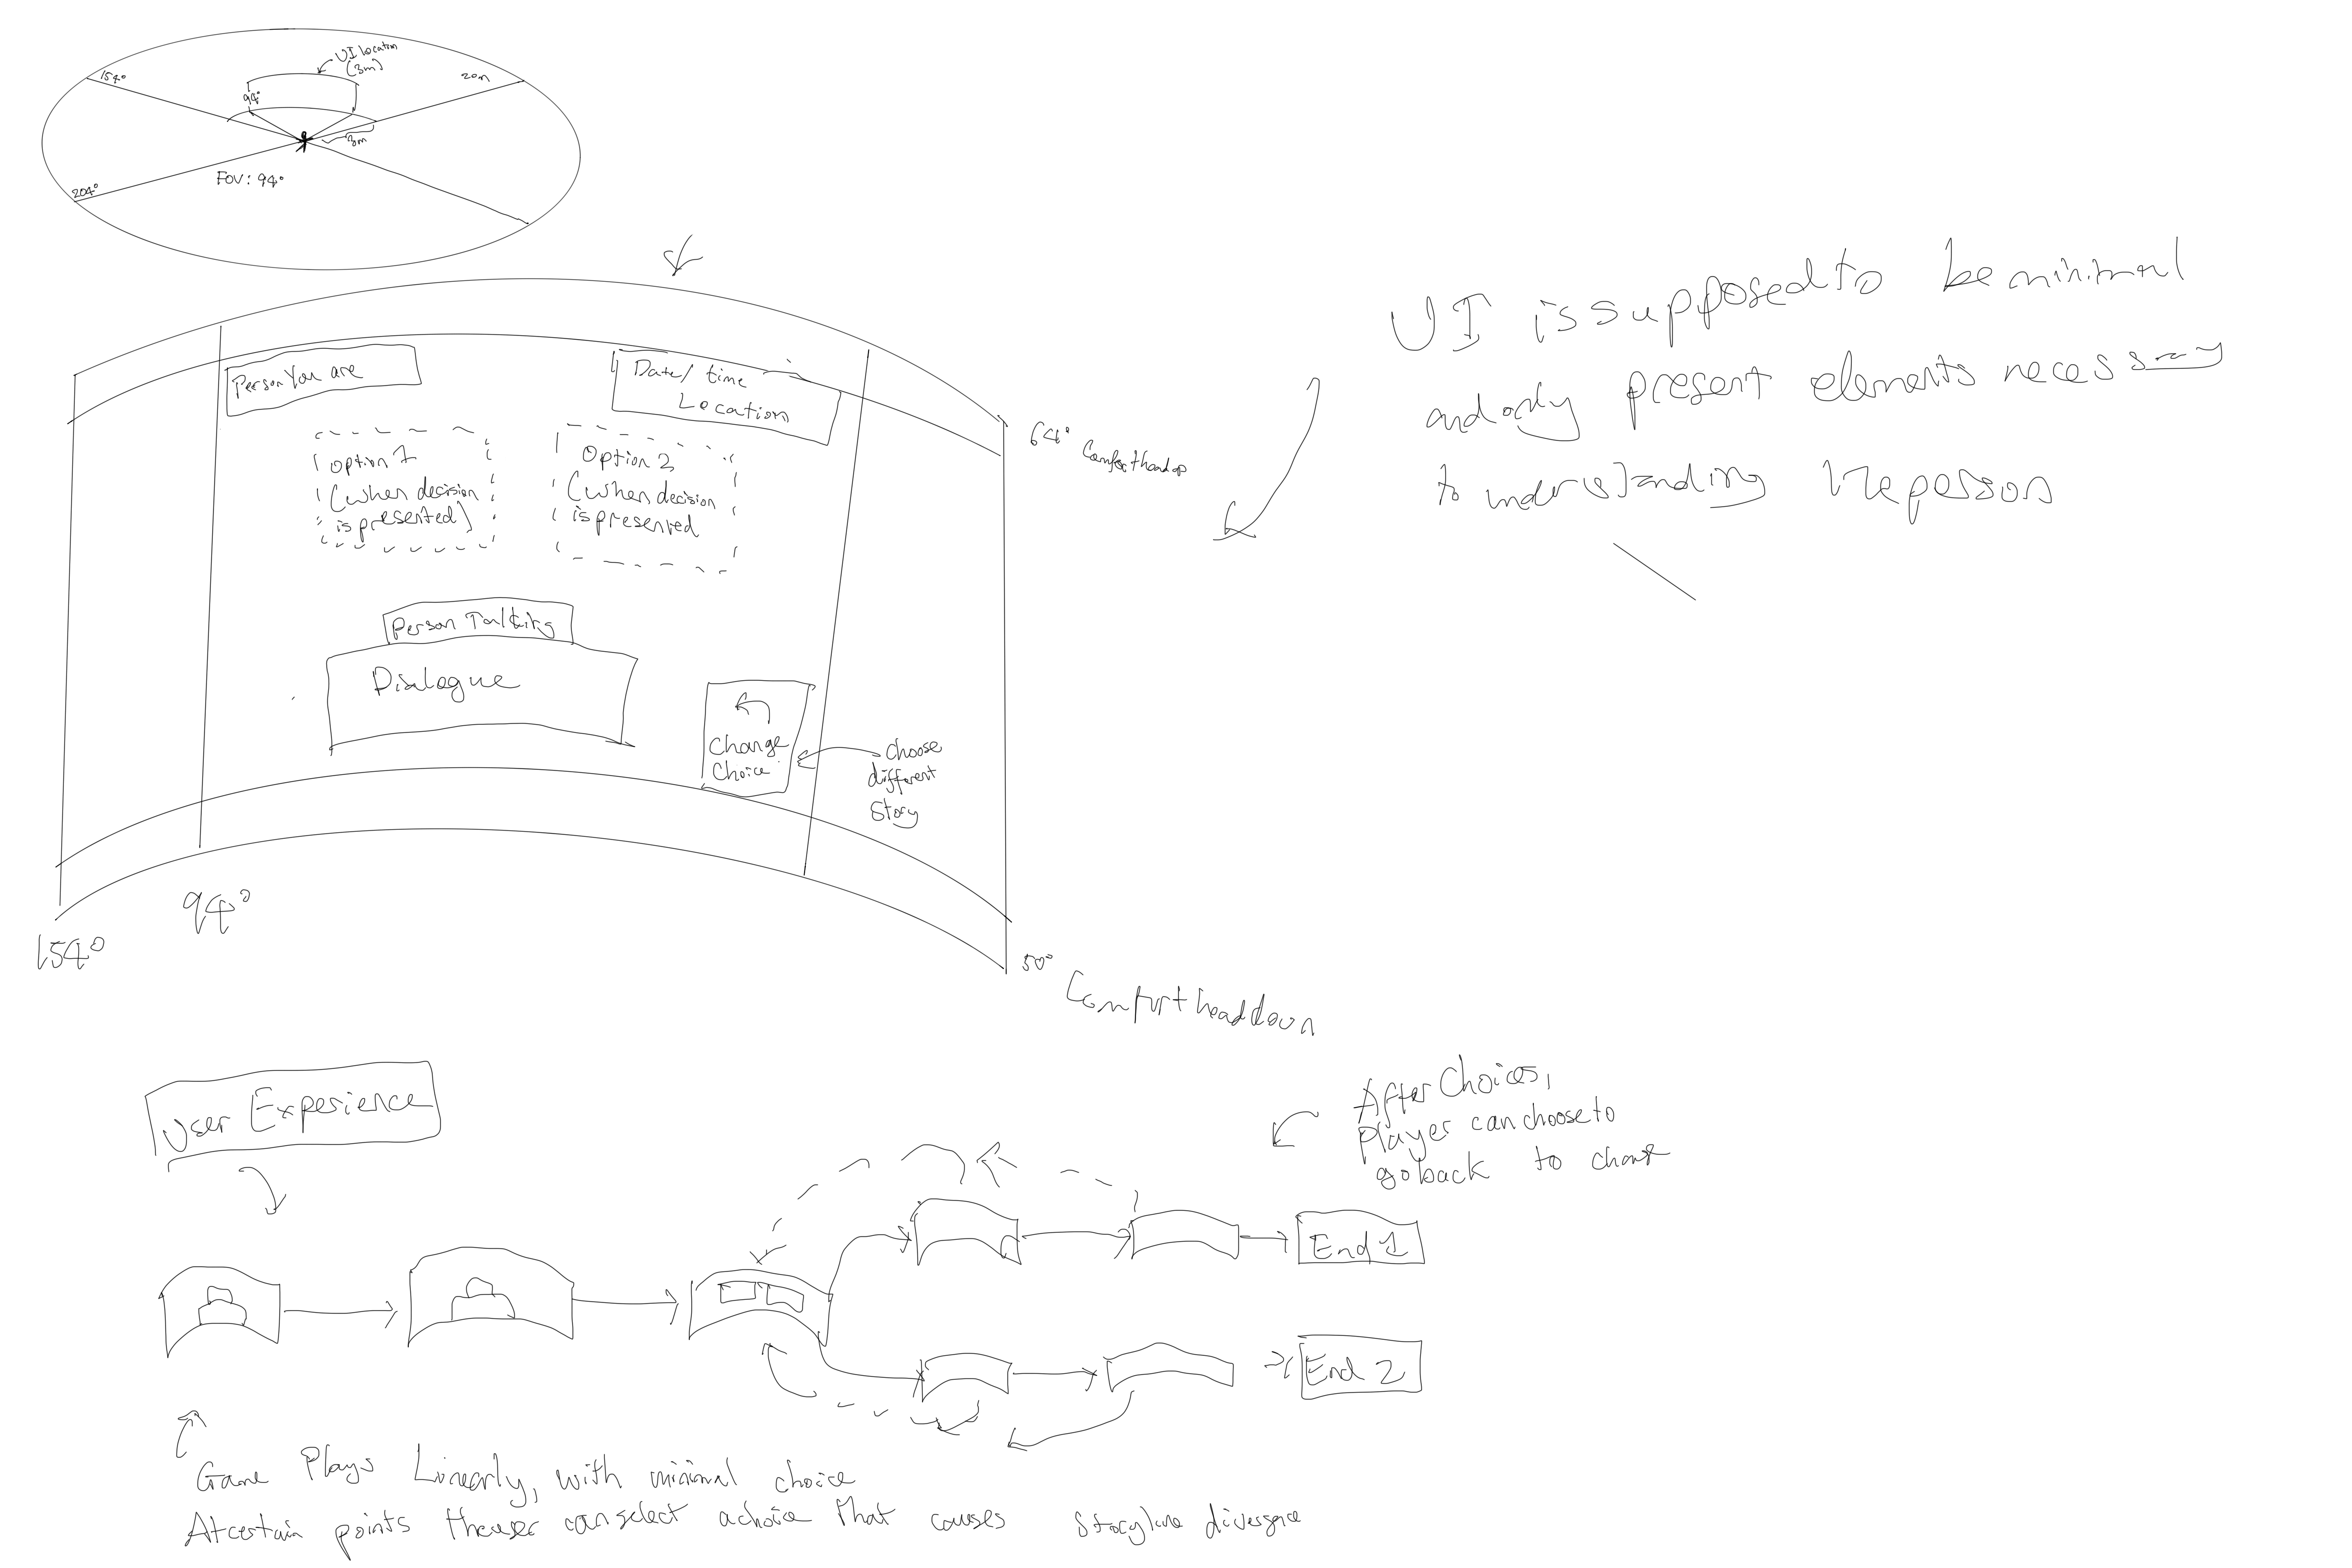 UI location
(3m)
154°
20m
94°
3m
FOV: 94°
204°
UI is supposed to be minimal
and only present elements necessary
to understanding the person
Person You are
Date/ time
Location
64° Comfort head up
option 1
(when decision
is presented)
Option 2
(when decision
is presented
Person Talking
Dialogue
Change
Choice
choose
different
Story
94°
154°
50° Comfort head down
User Experience
After Choices,
Player can choose to
go back to change
End 1
End 2
Game Plays Linearly, with minimal choice
At certain points the user can select a choice that causes storyline divergence